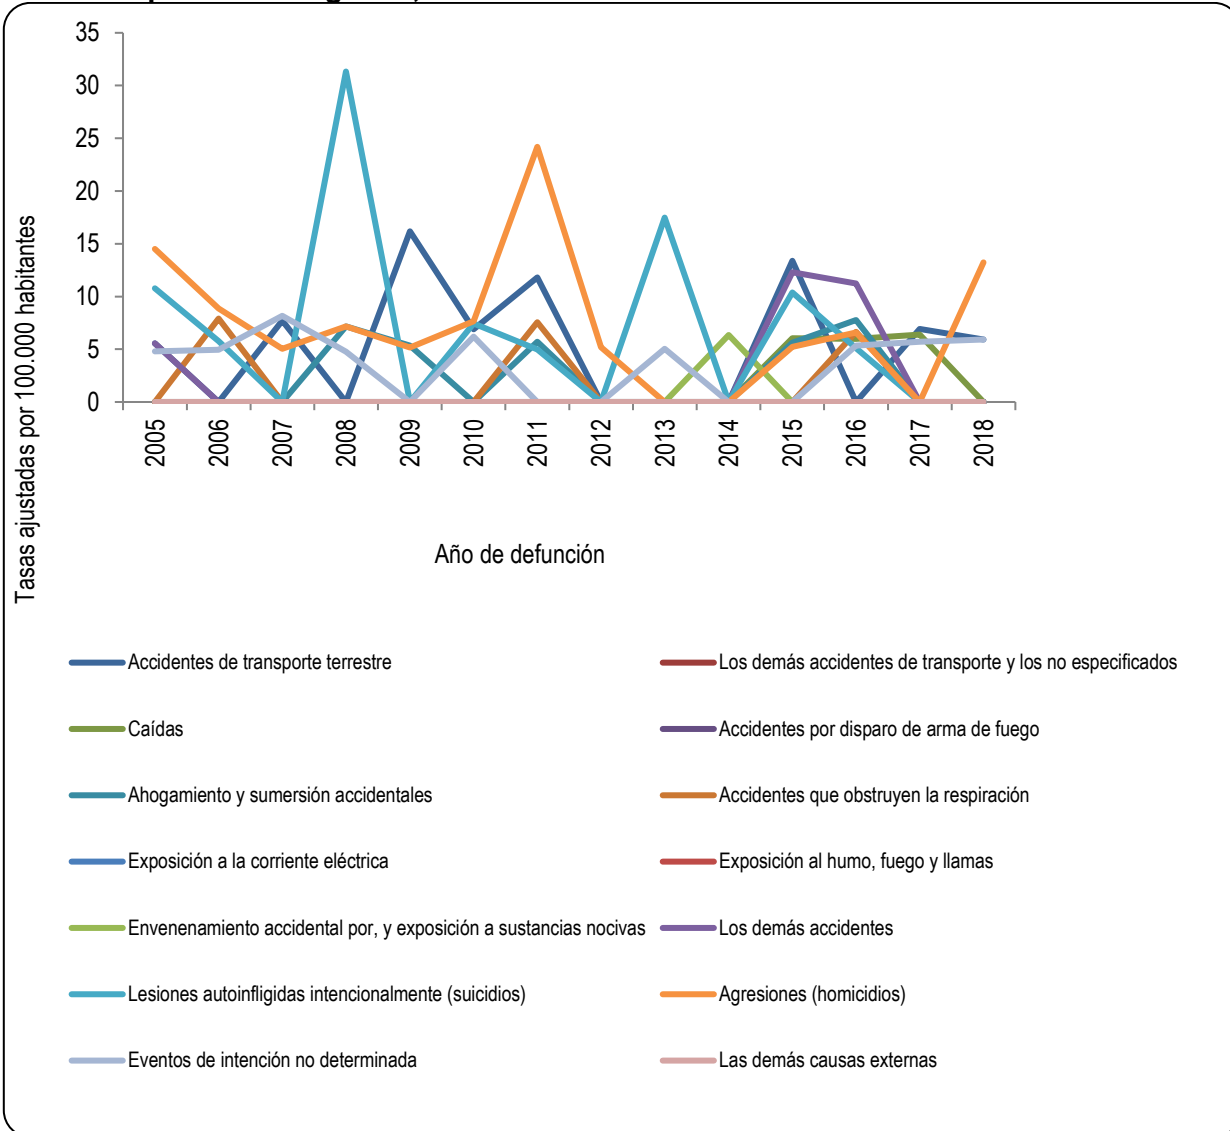 35
30
25
20
15
10
5
0
Tasas ajustadas por 100.000 habitantes
2005 2006 2007 2008 2009 2010 2011 2012 2013 2014 2015 2016 2017 2018
Año de defunción
Accidentes de transporte terrestre
Los demás accidentes de transporte y los no especificados
Caídas
Accidentes por disparo de arma de fuego
Ahogamiento y sumersión accidentales
Accidentes que obstruyen la respiración
Exposición a la corriente eléctrica
Exposición al humo, fuego y llamas
Envenenamiento accidental por, y exposición a sustancias nocivas
Los demás accidentes
Lesiones autoinfligidas intencionalmente (suicidios)
Agresiones (homicidios)
Eventos de intención no determinada
Las demás causas externas